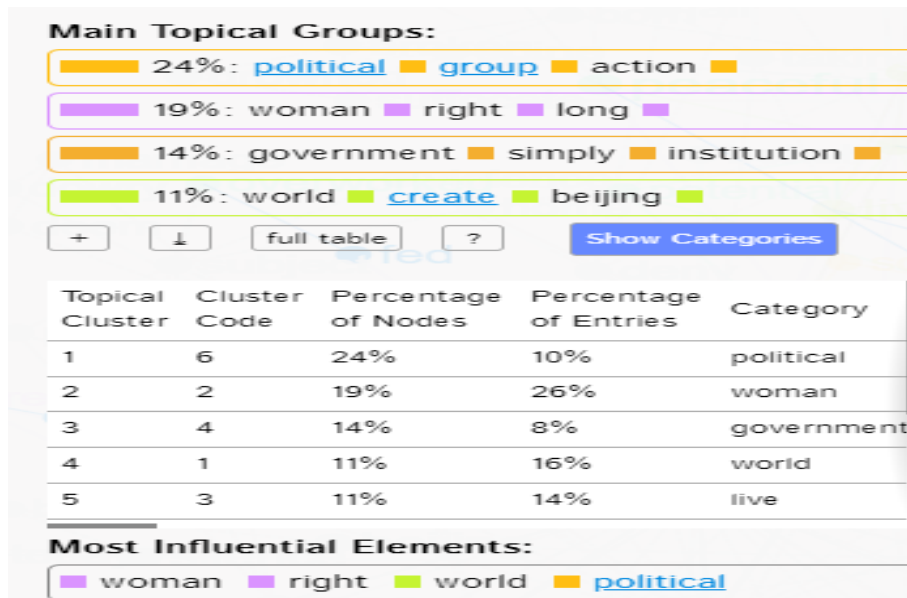 Main Topical Groups:
24%: political group action
19%: woman right long
14%: government simply institution
11%: world create beijing
+ ⤓ full table ? Show Categories
Topical Cluster Percentage Percentage Category
Cluster Code of Nodes of Entries
1 6 24% 10% political
2 2 19% 26% woman
3 4 14% 8% government
4 1 11% 16% world
5 3 11% 14% live
Most Influential Elements:
woman right world political